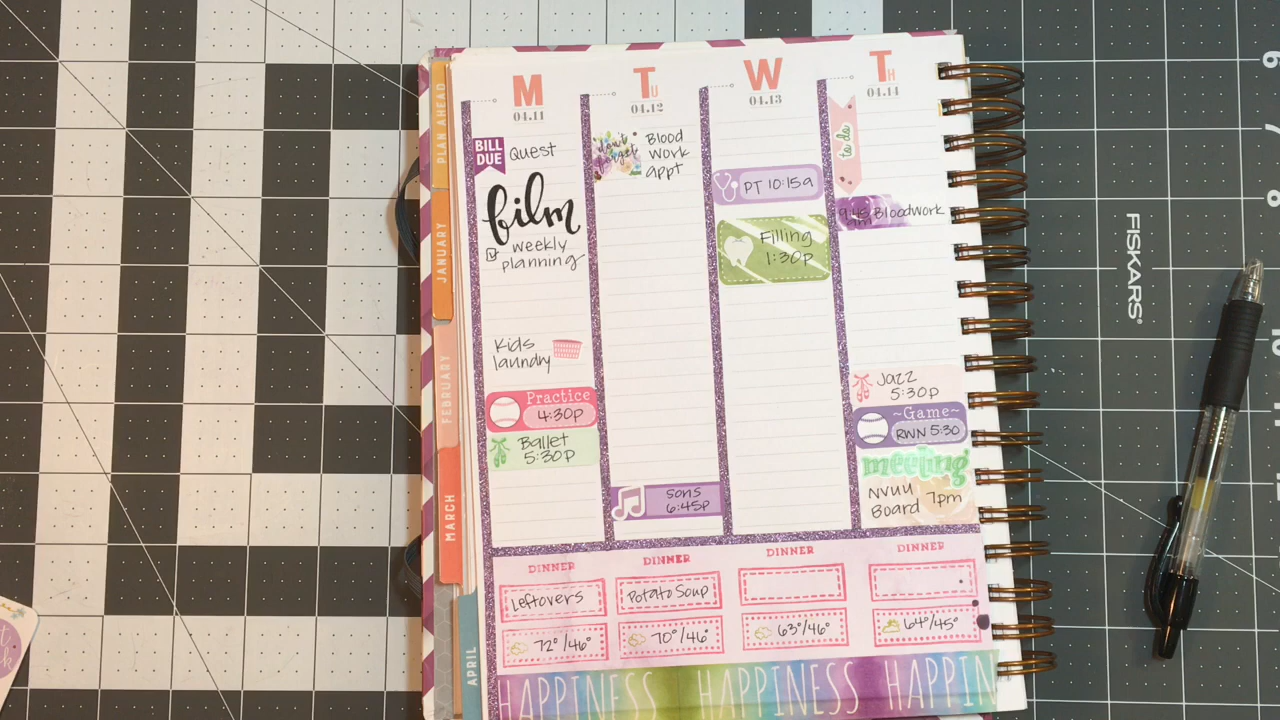 M
04.11
BILL
DUE
Quest
film
weekly
planning
Kids
laundry
Practice
4:30p
Ballet
5:30p
DINNER
Leftovers
72°/46°
TU
04.12
don't
forget
Blood
work
appt
sons
6:45p
DINNER
Potato Soup
70°/46°
W
04.13
PT 10:15a
Filling
1:30p
DINNER
63°/46°
TH
04.14
to do
9:45 Bloodwork
am
Jazz
5:30p
~Game~
RWN 5:30
meeting
NVUU
Board 7pm
DINNER
64°/45°
HAPPINESS HAPPINESS HAPPIN
PLAN AHEAD
JANUARY
FEBRUARY
MARCH
APRIL
FISKARS
6
8
10